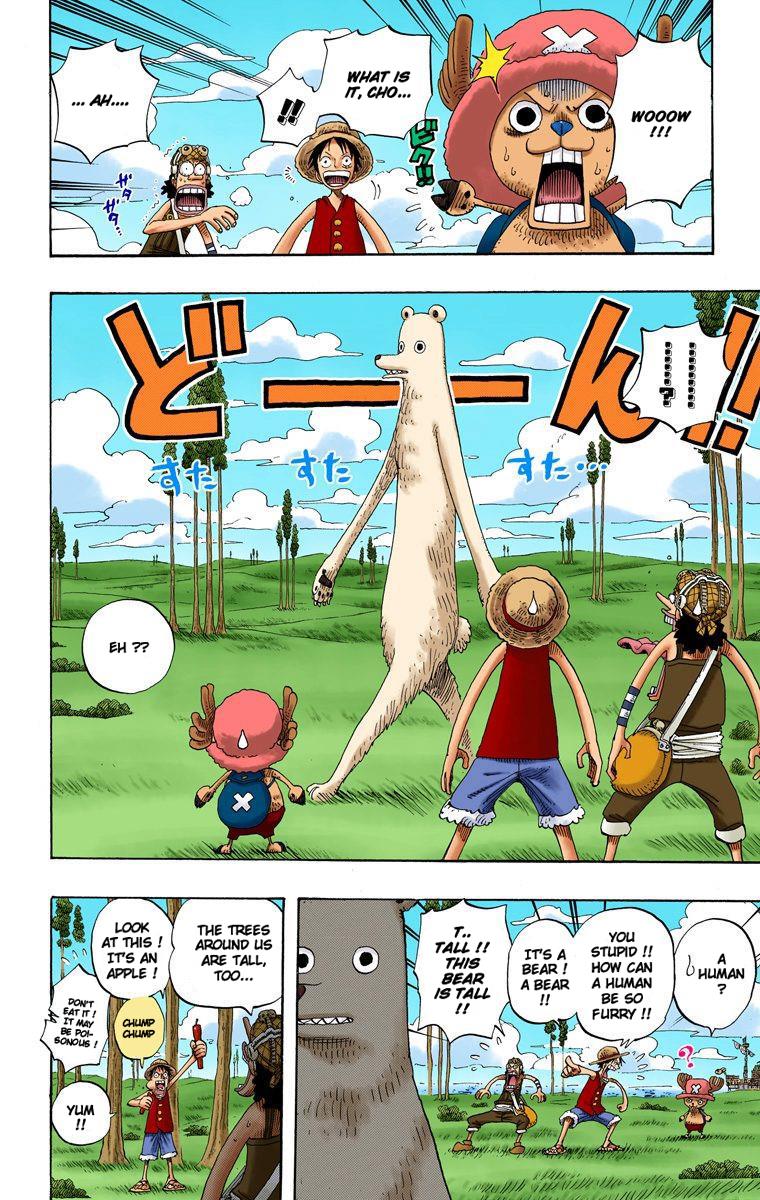 WOOOW
!!!
ビクッ!!
WHAT IS
IT, CHO...
!!
... AH....
ガタ
ガタ...
..........
..........?
どーーん!!
すた
すた
すた...
EH ??
A
HUMAN
?
?
YOU
STUPID !!
HOW CAN
A HUMAN
BE SO
FURRY !!
IT'S A
BEAR !
A BEAR
!!
T..
TALL !!
THIS
BEAR
IS TALL
!!
THE TREES
AROUND US
ARE TALL,
TOO...
LOOK
AT THIS !
IT'S AN
APPLE !
CHUMP
CHUMP
DON'T
EAT IT !
IT MAY
BE POI-
SONOUS !
YUM !!